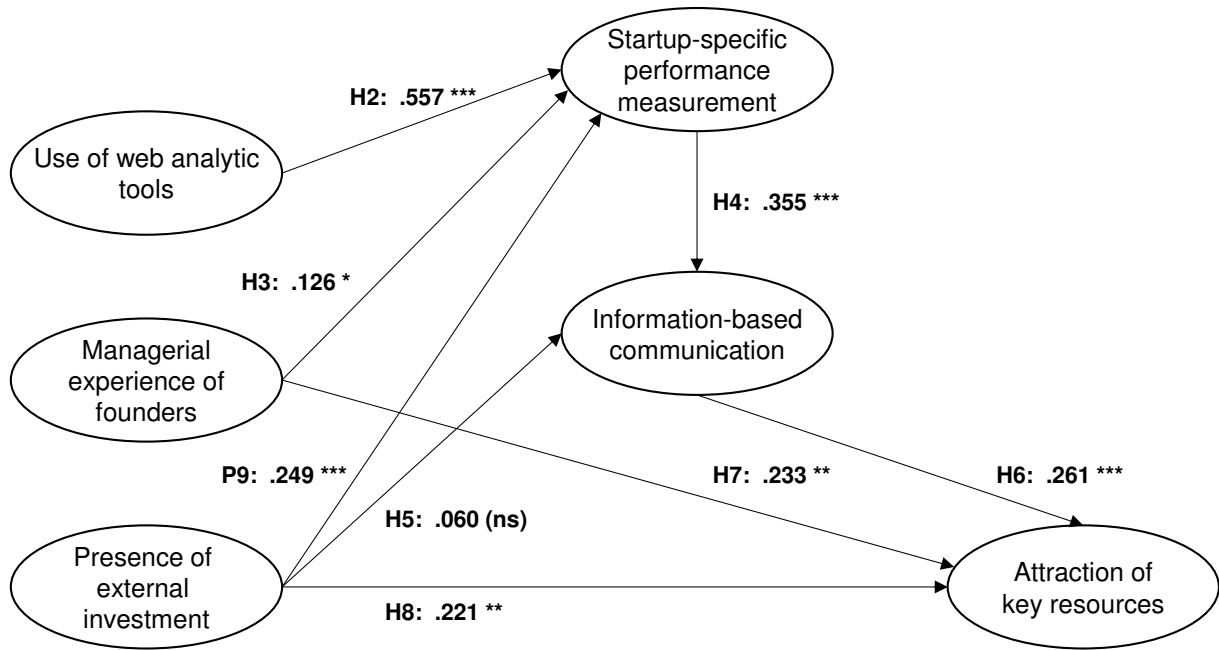 Startup-specific
performance
measurement
H2: .557 ***
Use of web analytic
tools
H4: .355 ***
H3: .126 *
Information-based
communication
Managerial
experience of
founders
P9: .249 ***
H7: .233 **
H6: .261 ***
H5: .060 (ns)
Presence of
external
investment
Attraction of
key resources
H8: .221 **